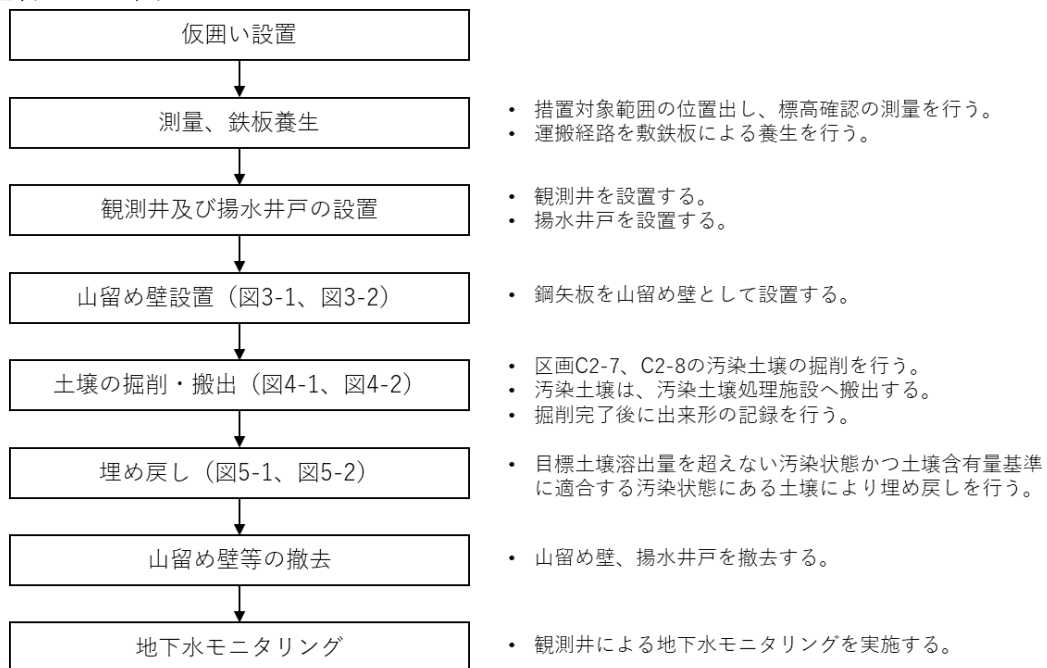 仮囲い設置
測量、鉄板養生
• 措置対象範囲の位置出し、標高確認の測量を行う。
• 運搬経路を敷鉄板による養生を行う。
観測井及び揚水井戸の設置
• 観測井を設置する。
• 揚水井戸を設置する。
山留め壁設置（図3-1、図3-2）
• 鋼矢板を山留め壁として設置する。
土壌の掘削・搬出（図4-1、図4-2）
• 区画C2-7、C2-8の汚染土壌の掘削を行う。
• 汚染土壌は、汚染土壌処理施設へ搬出する。
• 掘削完了後に出来形の記録を行う。
埋め戻し（図5-1、図5-2）
• 目標土壌溶出量を超えない汚染状態かつ土壌含有量基準
に適合する汚染状態にある土壌により埋め戻しを行う。
山留め壁等の撤去
• 山留め壁、揚水井戸を撤去する。
地下水モニタリング
• 観測井による地下水モニタリングを実施する。